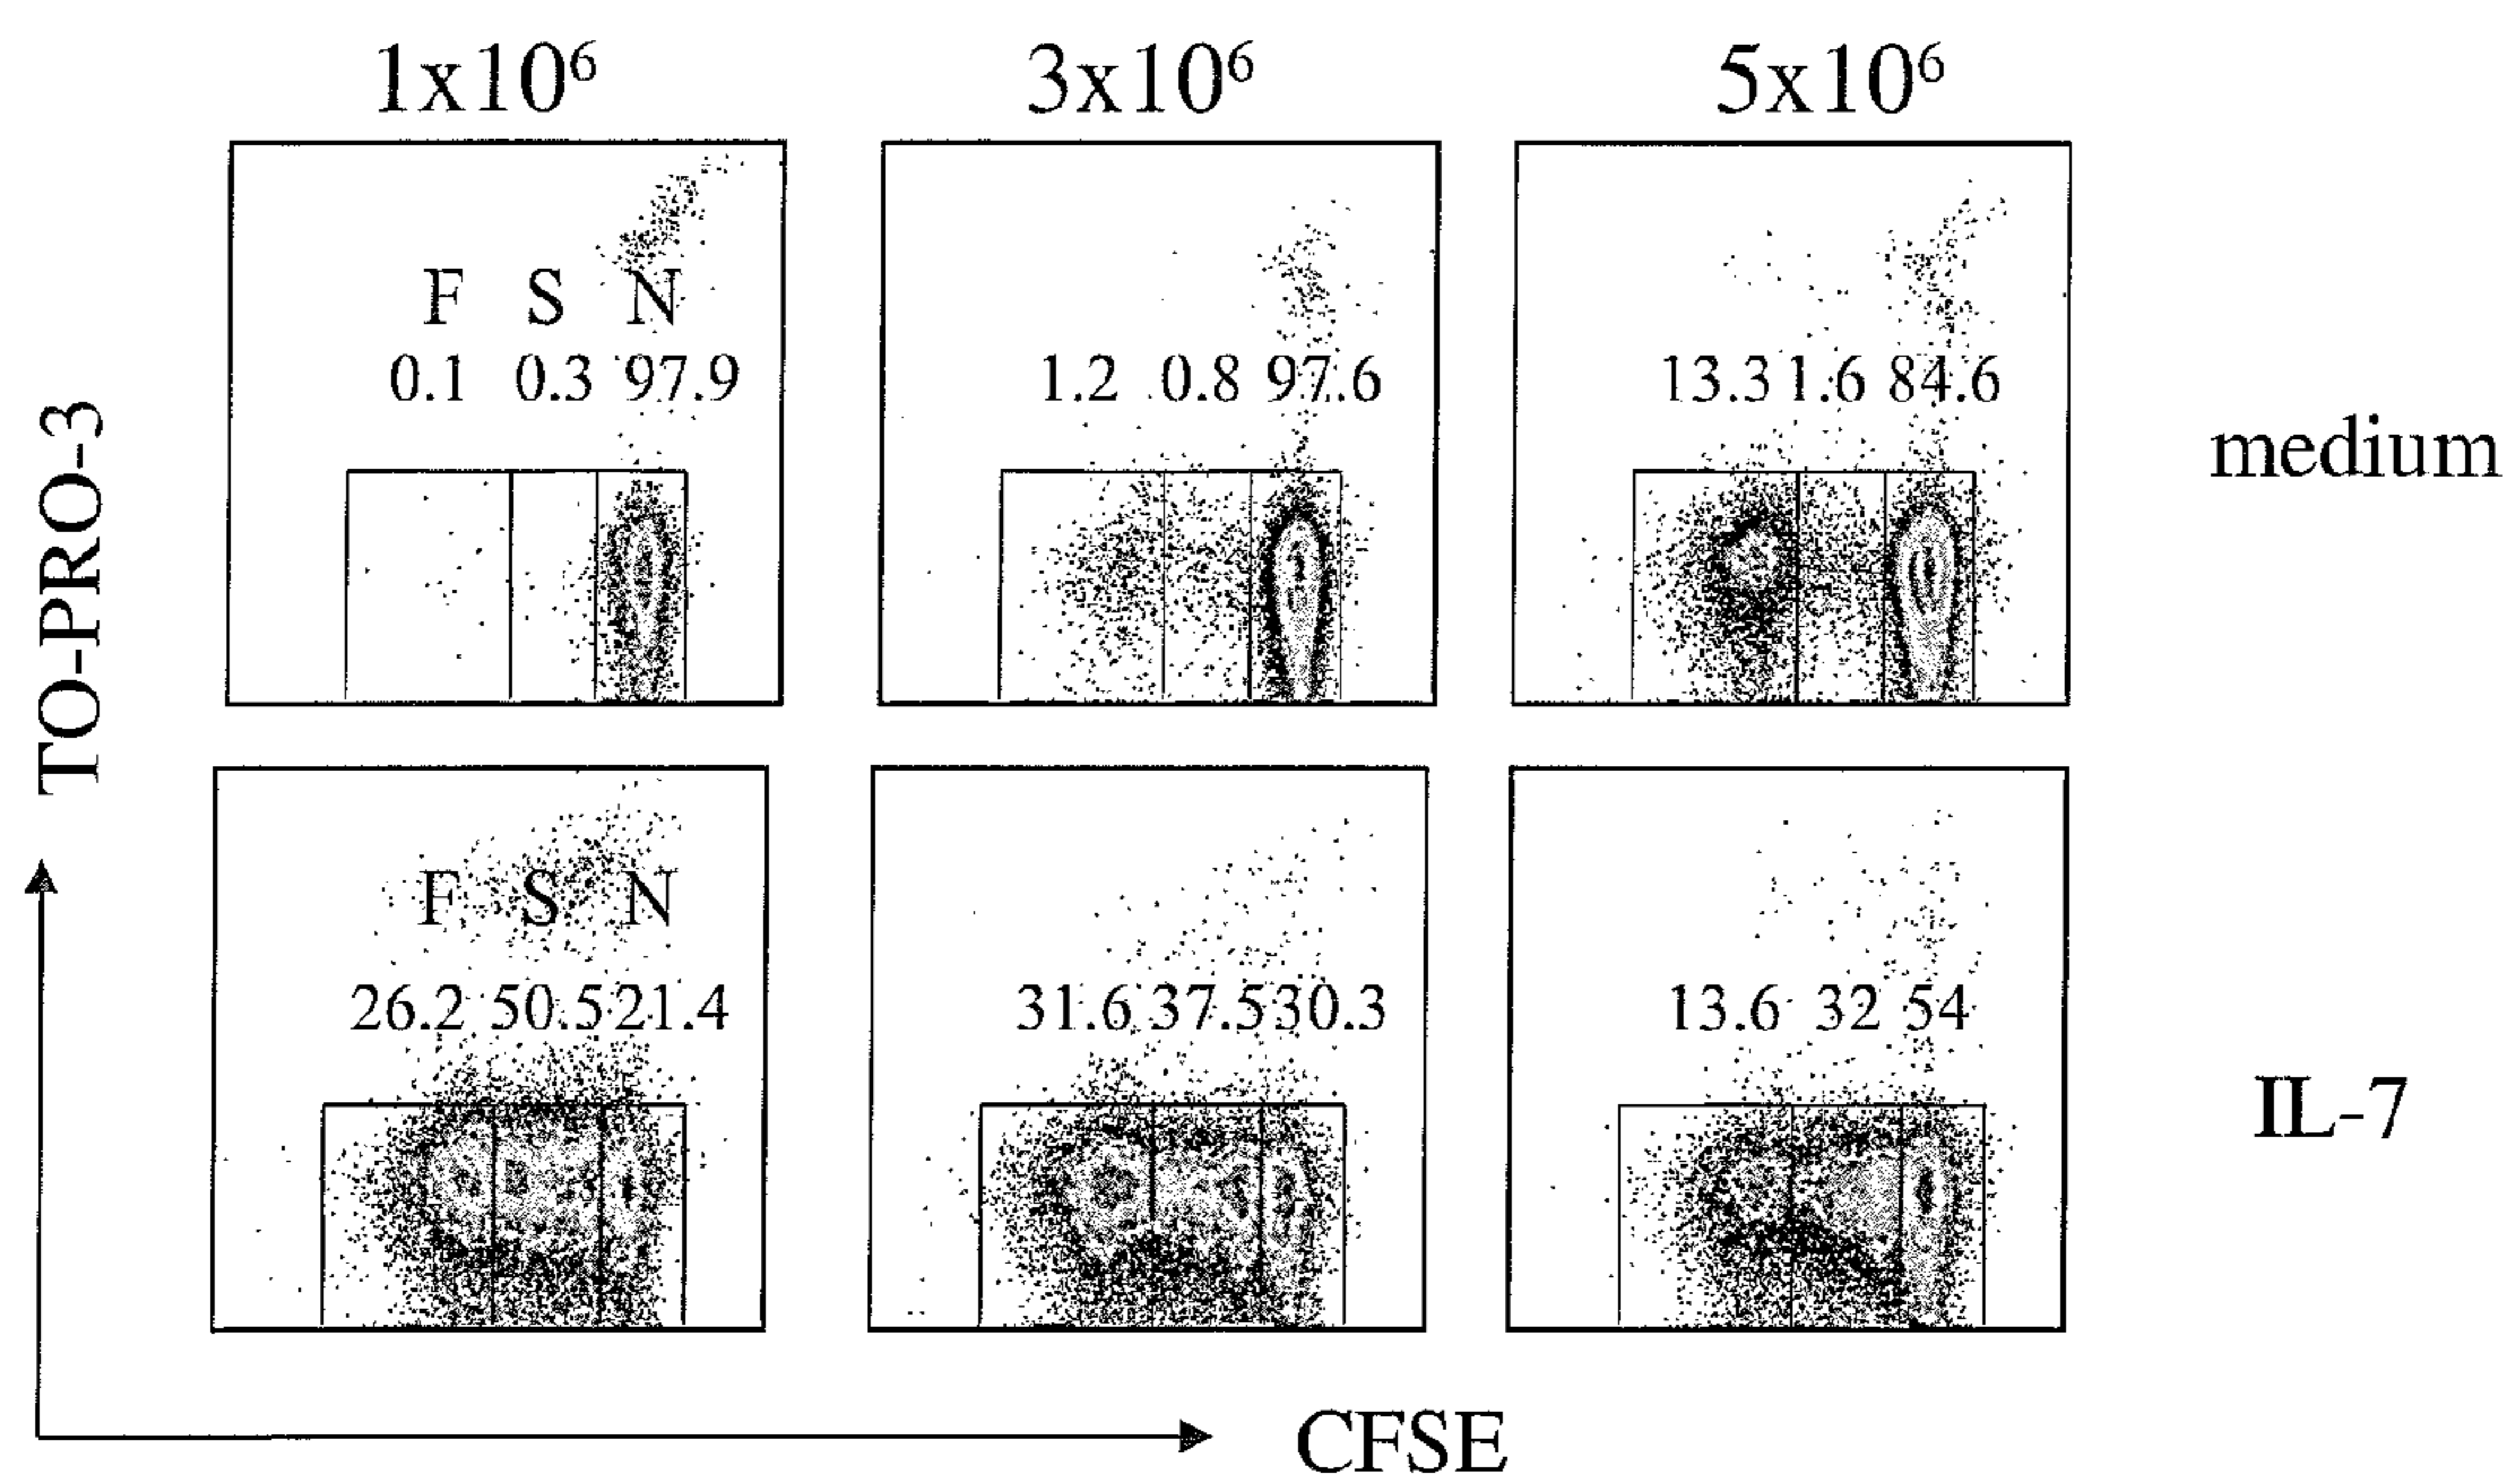 1x10⁶ 3x10⁶ 5x10⁶
F S N
0.1 0.3 97.9 1.2 0.8 97.6 13.3 1.6 84.6
medium
TO-PRO-3
F S N
26.2 50.5 21.4 31.6 37.5 30.3 13.6 32 54
IL-7
CFSE